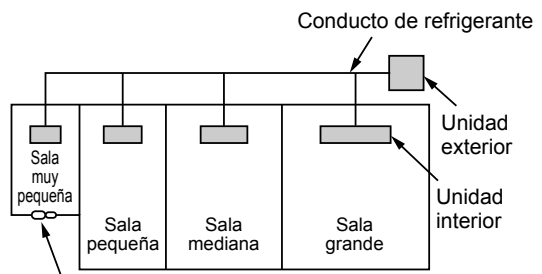 Conducto de refrigerante
Unidad
exterior
Sala
muy
pequeña
Unidad
interior
Sala
pequeña
Sala
mediana
Sala
grande